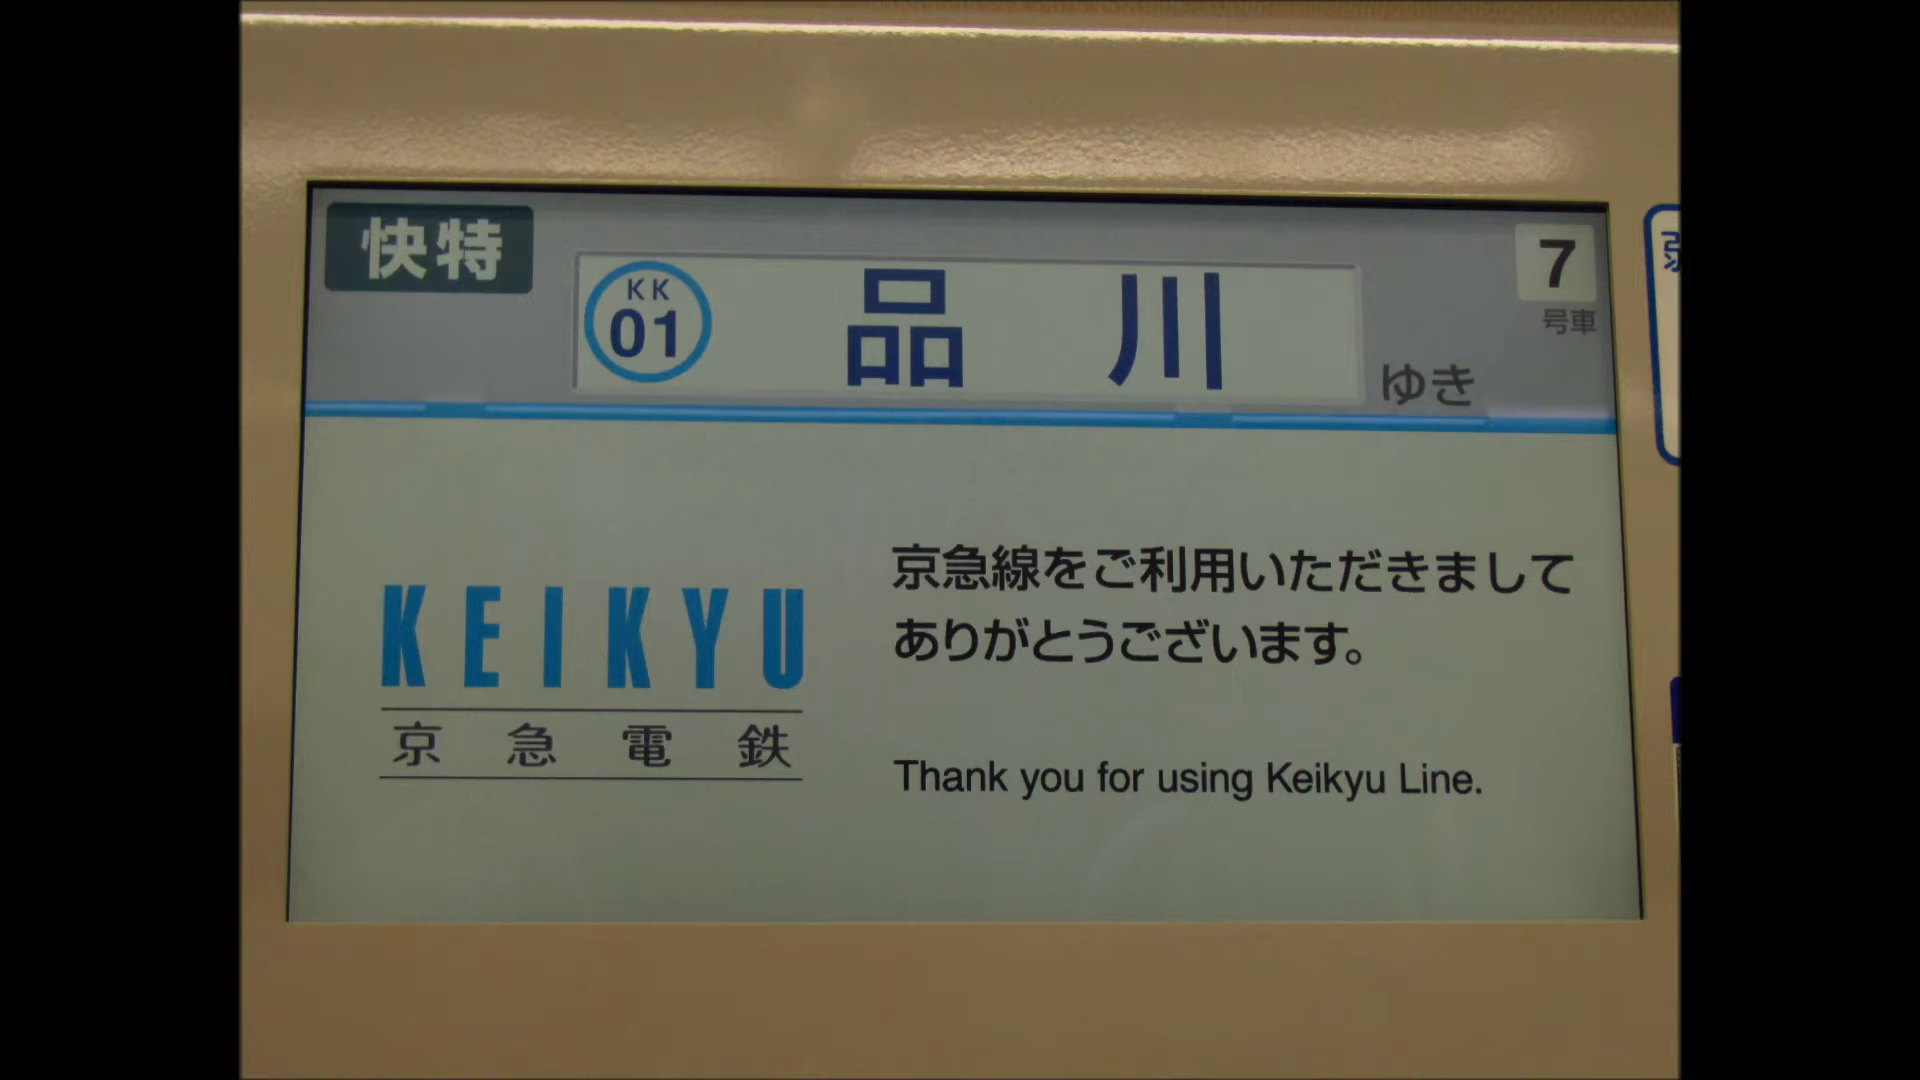 快特
KK
01
品川
ゆき
7
号車
KEIKYU
京急電鉄
京急線をご利用いただきまして
ありがとうございます。
Thank you for using Keikyu Line.